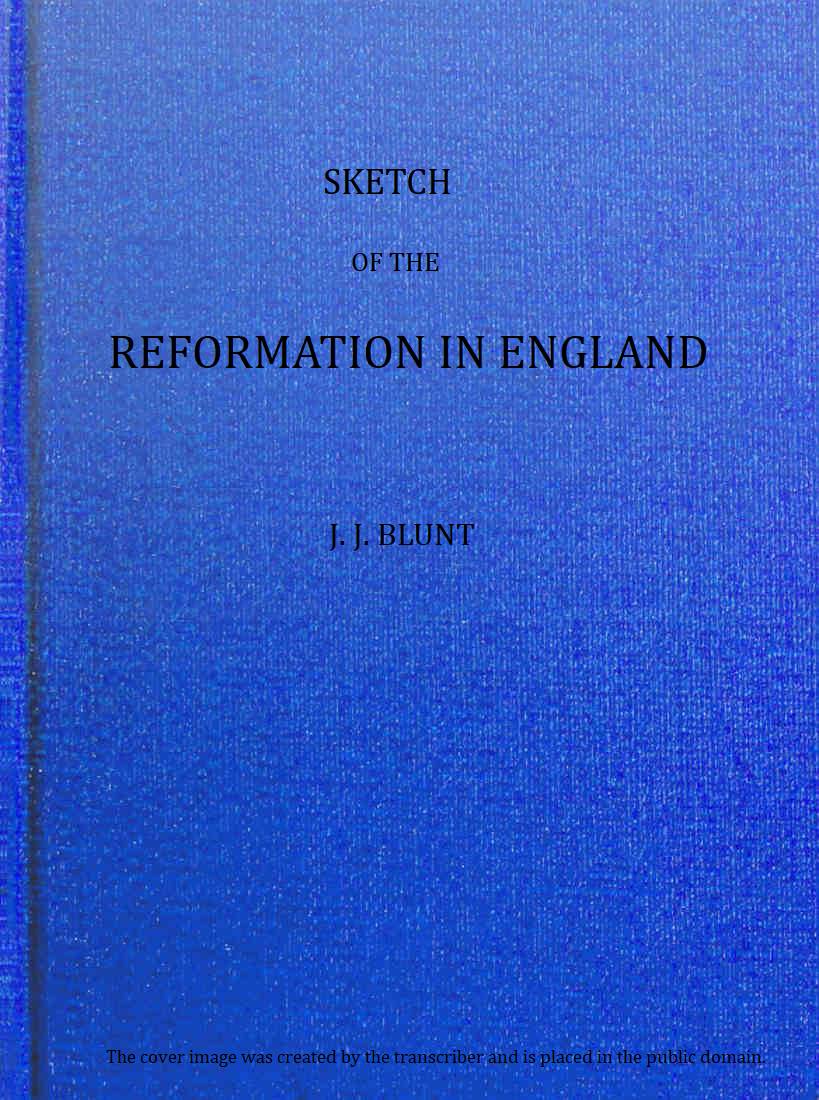 SKETCH
OF THE
REFORMATION IN ENGLAND
J. J. BLUNT
The cover image was created by the transcriber and is placed in the public domain.